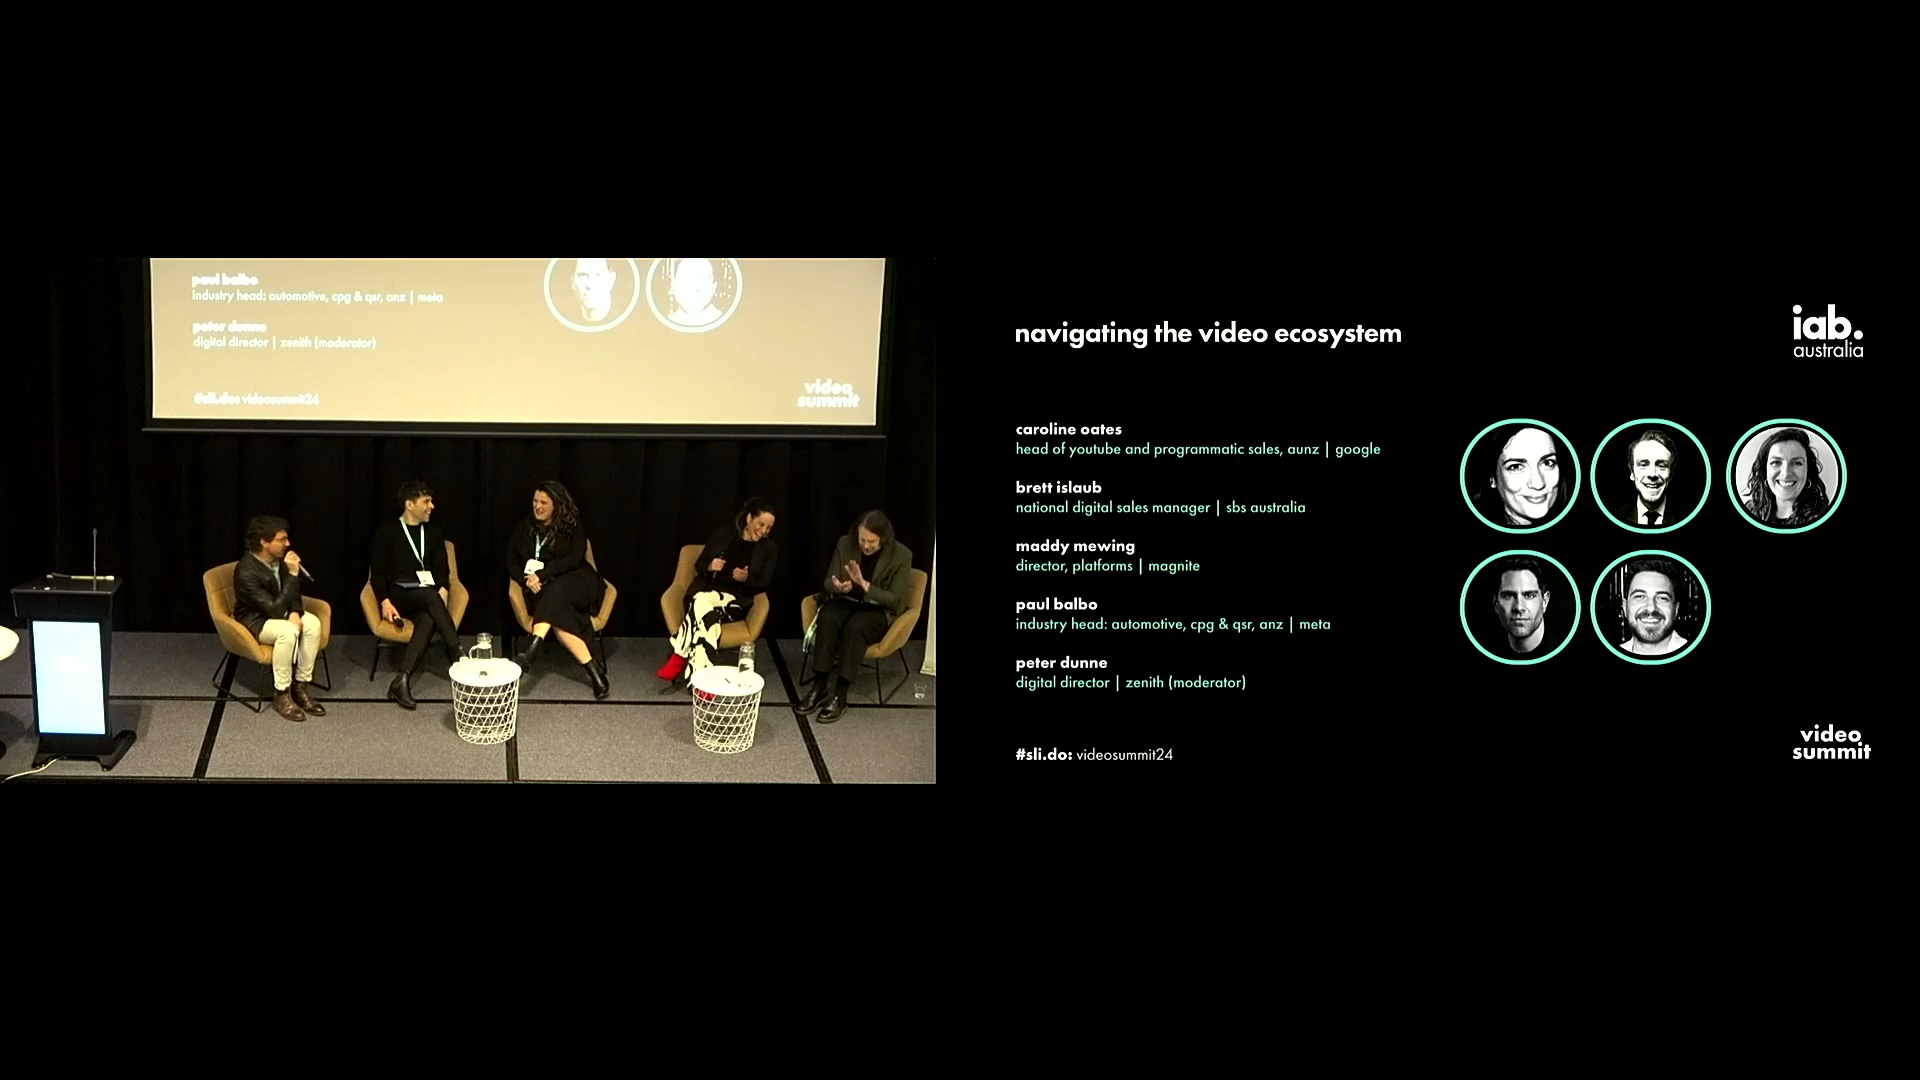 paul balbo
industry head: automotive, cpg & qsr, anz | meta
peter dunne
digital director | zenith (moderator)
#sli.do: videosummit24
video
summit
navigating the video ecosystem
iab.
australia
caroline oates
head of youtube and programmatic sales, aunz | google
brett islaub
national digital sales manager | sbs australia
maddy mewing
director, platforms | magnite
paul balbo
industry head: automotive, cpg & qsr, anz | meta
peter dunne
digital director | zenith (moderator)
#sli.do: videosummit24
video
summit